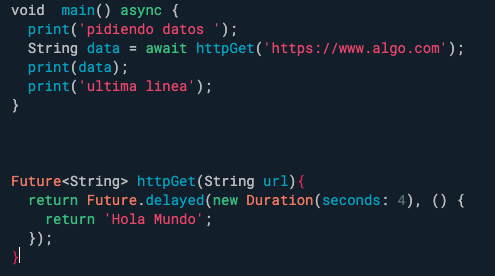 void  main() async {
  print('pidiendo datos ');
  String data = await httpGet('https://www.algo.com');
  print(data);
  print('ultima linea');
}
Future<String> httpGet(String url){
  return Future.delayed(new Duration(seconds: 4), () {
    return 'Hola Mundo';
  });
}